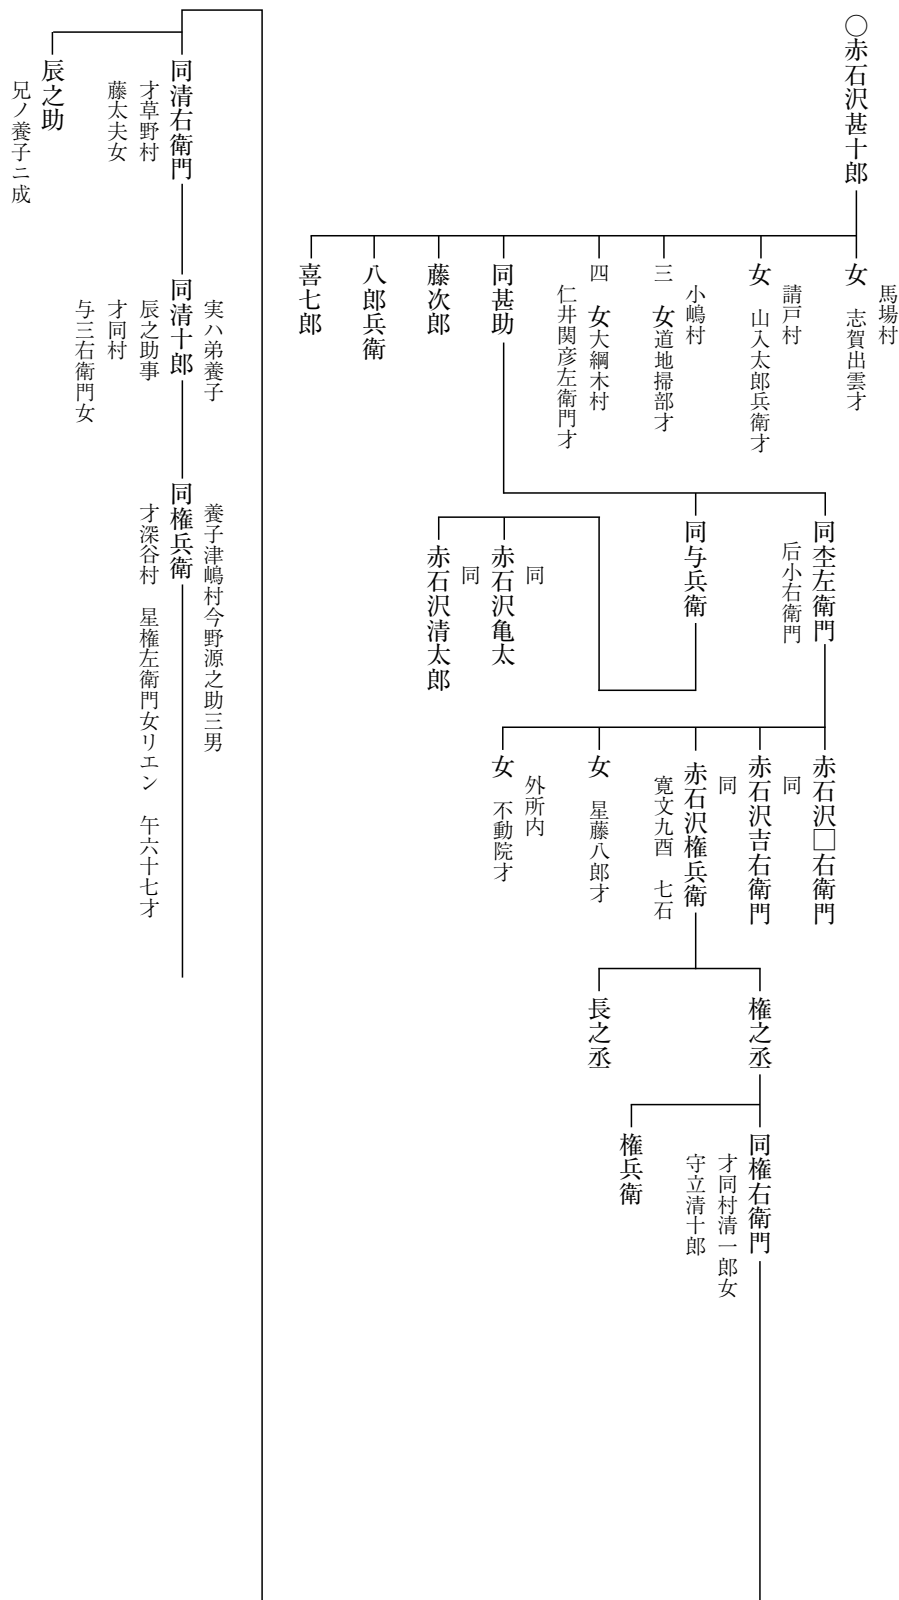 ○赤石沢甚十郎
馬場村
女　志賀出雲才
請戸村
女　山入太郎兵衛才
小嶋村
三　女道地掃部才
四　女大綱木村
仁井関彦左衛門才
同甚助
藤次郎
八郎兵衛
喜七郎
同杢左衛門
后小右衛門
同与兵衛
同
赤石沢亀太
同
赤石沢清太郎
赤石沢□右衛門
同
赤石沢吉右衛門
同
赤石沢権兵衛
寛文九酉　七石
女　星藤八郎才
外所内
女　不動院才
権之丞
長之丞
同権右衛門
才同村清一郎女
守立清十郎
権兵衛
同清右衛門
才草野村
藤太夫女
辰之助
兄ノ養子ニ成
実ハ弟養子
同清十郎
辰之助事
才同村
与三右衛門女
養子津嶋村今野源之助三男
同権兵衛
才深谷村　星権左衛門女リエン　午六十七才